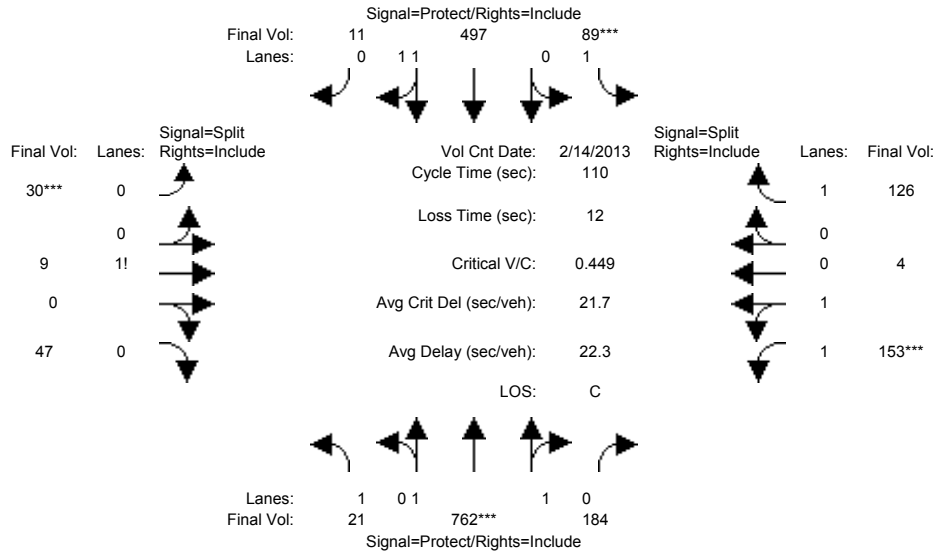 Signal=Protect/Rights=Include
Final Vol: 11 497 89***
Lanes: 0 1 1 0 1
Signal=Split
Final Vol: Lanes: Rights=Include
Vol Cnt Date: 2/14/2013
Signal=Split
Rights=Include Lanes: Final Vol:
Cycle Time (sec): 110
30*** 0
1 126
Loss Time (sec): 12
0
0
9 1!
Critical V/C: 0.449
0 4
0
Avg Crit Del (sec/veh): 21.7
1
47 0
Avg Delay (sec/veh): 22.3
1 153***
LOS: C
Lanes: 1 0 1 1 0
Final Vol: 21 762*** 184
Signal=Protect/Rights=Include